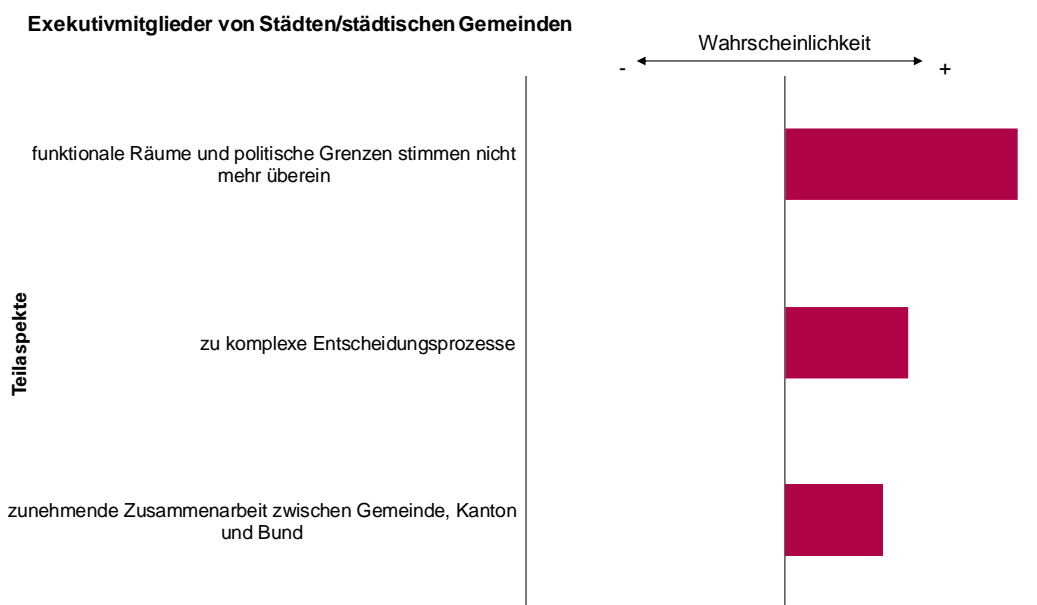 Exekutivmitglieder von Städten/städtischen Gemeinden
Wahrscheinlichkeit
- +
funktionale Räume und politische Grenzen stimmen nicht
mehr überein
Teilaspekte
zu komplexe Entscheidungsprozesse
zunehmende Zusammenarbeit zwischen Gemeinde, Kanton
und Bund